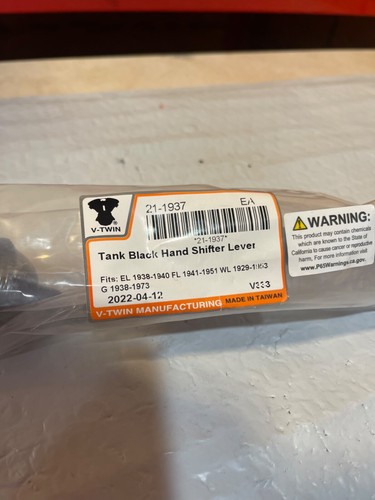 21-1937 EA
*21-1937*
V-TWIN
Tank Black Hand Shifter Lever
Fits: EL 1938-1940 FL 1941-1951 WL 1929-1953
G 1938-1973
2022-04-12 V333
V-TWIN MANUFACTURING MADE IN TAIWAN
WARNING:
This product may contain chemicals
which are known to the State of
California to cause cancer or reproductive
harm. For more information visit
www.P65Warnings.ca.gov.